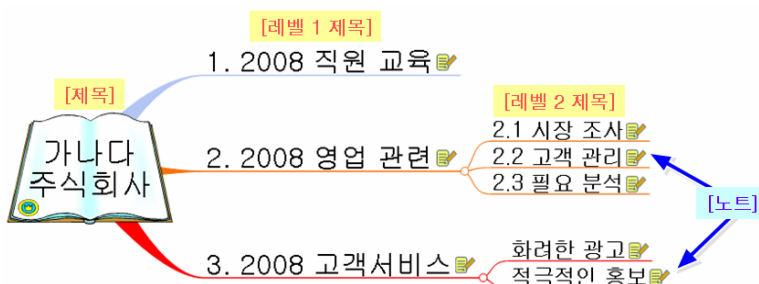 [레벨 1 제목]
1. 2008 직원 교육
[제목]
가나다
주식회사
[레벨 2 제목]
2.1 시장 조사
2. 2008 영업 관련
2.2 고객 관리
2.3 필요 분석
[노트]
3. 2008 고객서비스
화려한 광고
적극적인 홍보